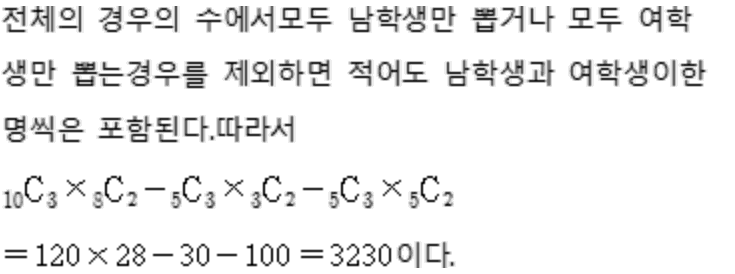 전체의 경우의 수에서모두 남학생만 뽑거나 모두 여학
생만 뽑는경우를 제외하면 적어도 남학생과 여학생이한
명씩은 포함된다.따라서
₁₀C₃×₈C₂−₅C₃×₃C₂−₅C₃×₅C₂
=120×28−30−100=3230이다.